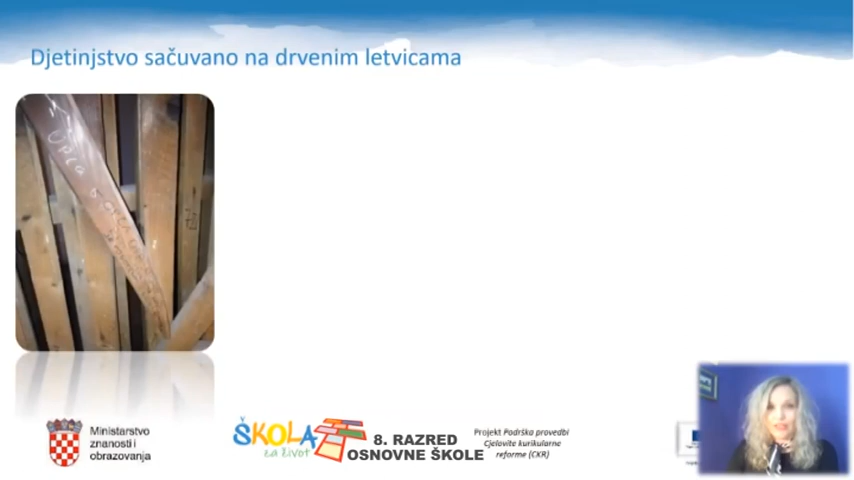 Djetinjstvo sačuvano na drvenim letvicama
Ministarstvo
znanosti i
obrazovanja
ŠKOLA
za život
8. RAZRED
OSNOVNE ŠKOLE
Projekt Podrška provedbi
Cjelovite kurikularne
reforme (CKR)